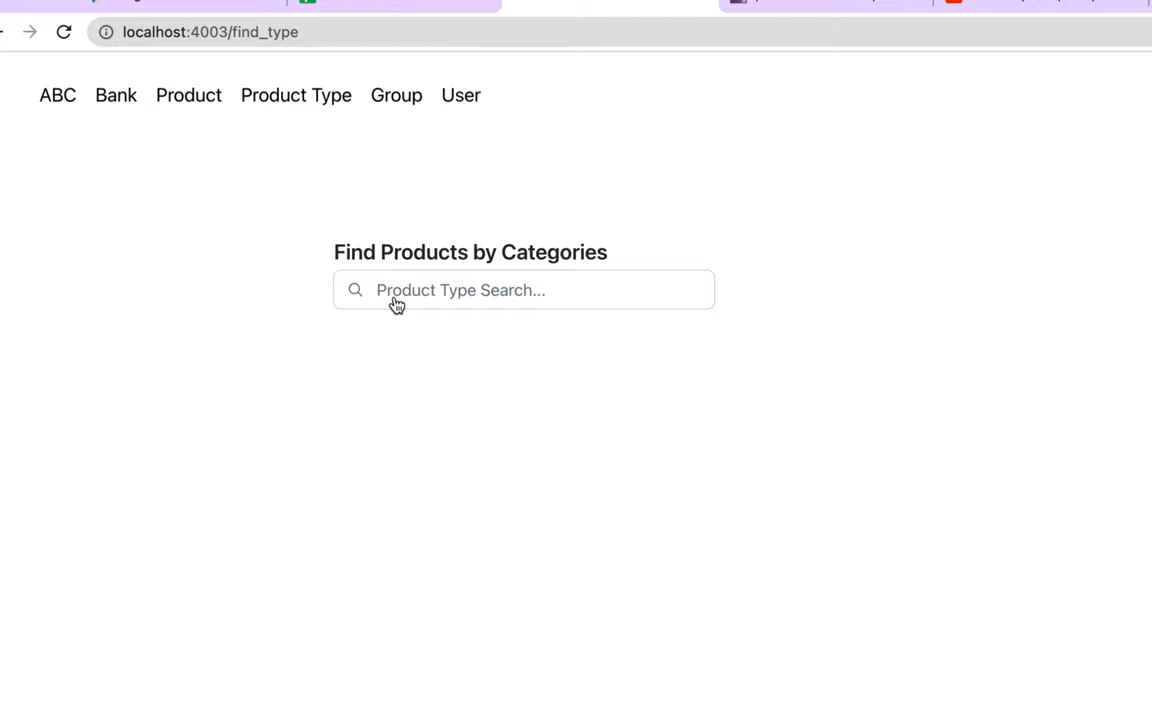 localhost:4003/find_type
ABC Bank Product Product Type Group User
Find Products by Categories
Product Type Search...